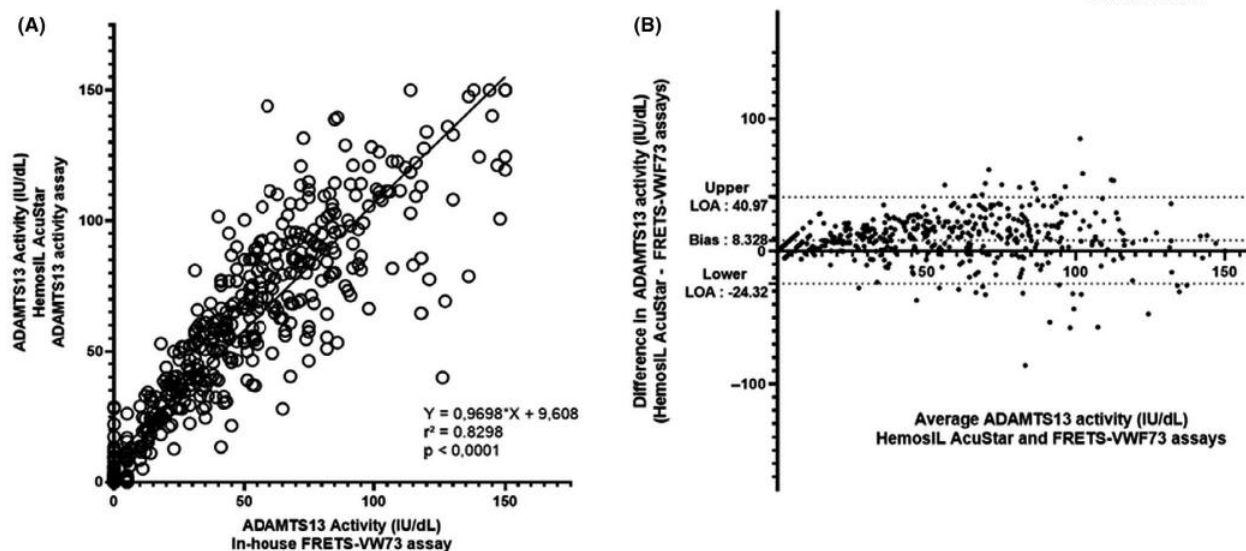 (A)
ADAMTS13 Activity (IU/dL)
HemosIL AcuStar
ADAMTS13 activity assay
150
100
50
0
0
50
100
150
Y = 0,9698*X + 9,608
r² = 0.8298
p < 0,0001
ADAMTS13 Activity (IU/dL)
In-house FRETS-VW73 assay
(B)
Difference in ADAMTS13 activity (IU/dL)
(HemosIL AcuStar - FRETS-VWF73 assays)
100
Upper
LOA : 40.97
Bias : 8.328
0
Lower
LOA : -24.32
-100
50
100
150
Average ADAMTS13 activity (IU/dL)
HemosIL AcuStar and FRETS-VWF73 assays